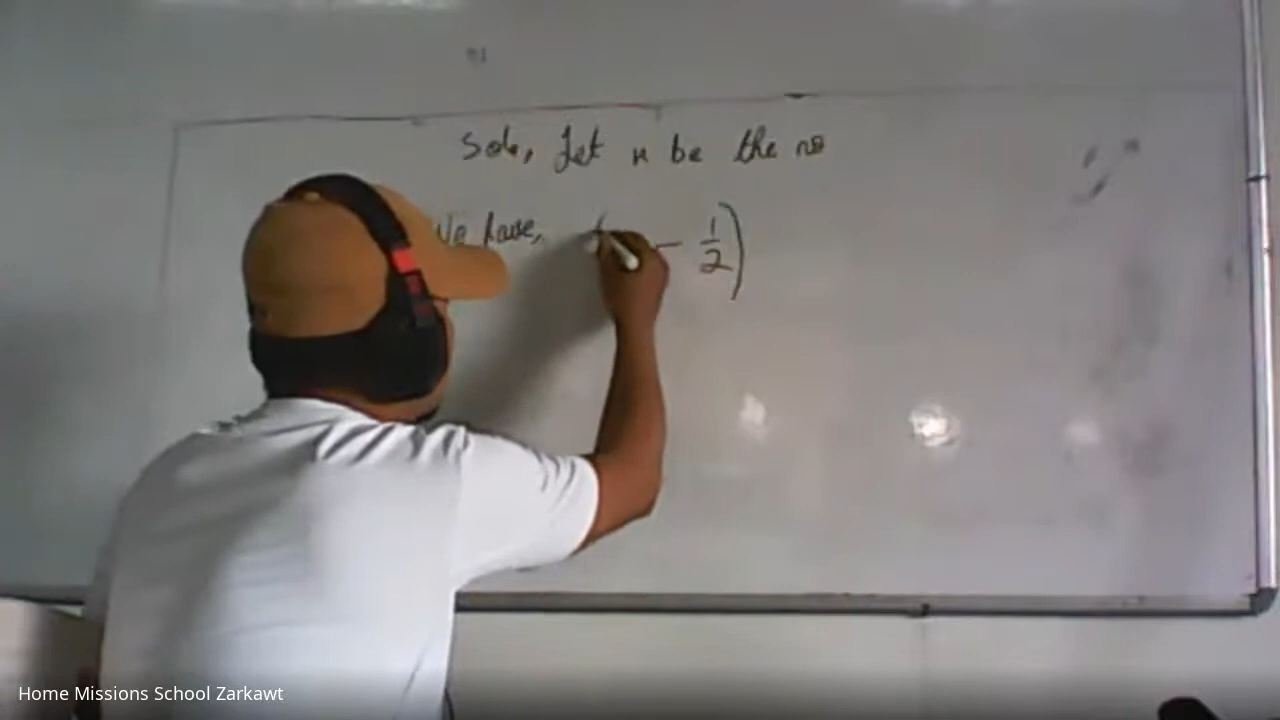 Soln, Let x be the no
We have, ( - 1/2)
Home Missions School Zarkawt